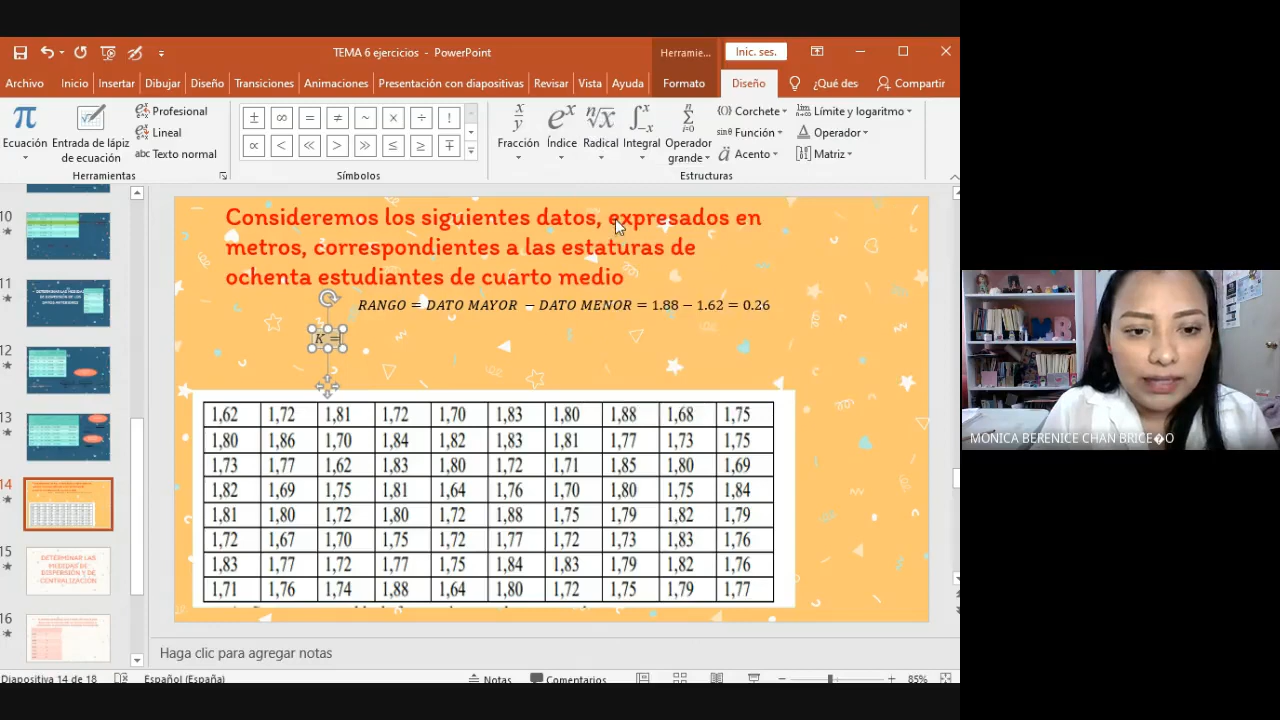 TEMA 6 ejercicios - PowerPoint
Herramie...
Inic. ses.
Archivo Inicio Insertar Dibujar Diseño Transiciones Animaciones Presentación con diapositivas Revisar Vista Ayuda Formato Diseño ¿Qué des Compartir
π Profesional
Lineal
abc Texto normal
Ecuación Entrada de lápiz de ecuación
± ∞ = ≠ ~ × ÷ !
∝ < ≪ > ≫ ≤ ≥ ∓
Fracción Índice Radical Integral Operador grande
{()} Corchete
sinθ Función
ä Acento
Límite y logaritmo
Operador
Matriz
Herramientas Símbolos Estructuras
10
11
12
13
14
15
16
DETERMINAR LAS
MEDIDAS DE
DISPERSIÓN Y DE
CENTRALIZACIÓN
Consideremos los siguientes datos, expresados en
metros, correspondientes a las estaturas de
ochenta estudiantes de cuarto medio
RANGO = DATO MAYOR − DATO MENOR = 1.88 − 1.62 = 0.26
K =
1,62 1,72 1,81 1,72 1,70 1,83 1,80 1,88 1,68 1,75
1,80 1,86 1,70 1,84 1,82 1,83 1,81 1,77 1,73 1,75
1,73 1,77 1,62 1,83 1,80 1,72 1,71 1,85 1,80 1,69
1,82 1,69 1,75 1,81 1,64 1,76 1,70 1,80 1,75 1,84
1,81 1,80 1,72 1,80 1,72 1,88 1,75 1,79 1,82 1,79
1,72 1,67 1,70 1,75 1,72 1,77 1,72 1,73 1,83 1,76
1,83 1,77 1,72 1,77 1,75 1,84 1,83 1,79 1,82 1,76
1,71 1,76 1,74 1,88 1,64 1,80 1,72 1,75 1,79 1,77
Haga clic para agregar notas
Diapositiva 14 de 18 Español (España) Notas Comentarios 85%
MONICA BERENICE CHAN BRICE�O